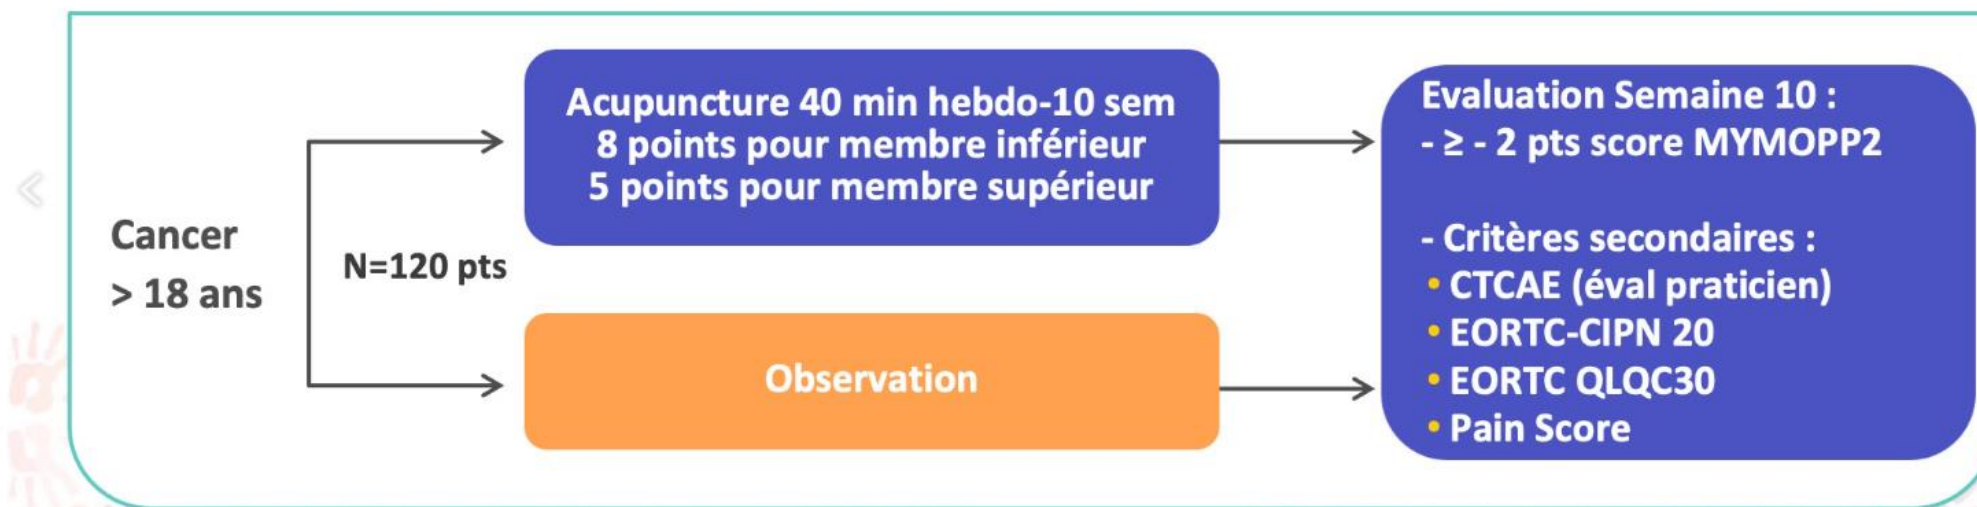 Cancer
> 18 ans
N=120 pts
Acupuncture 40 min hebdo-10 sem
8 points pour membre inférieur
5 points pour membre supérieur
Observation
Evaluation Semaine 10 :
- ≥ - 2 pts score MYMOPP2
- Critères secondaires :
• CTCAE (éval praticien)
• EORTC-CIPN 20
• EORTC QLQC30
• Pain Score